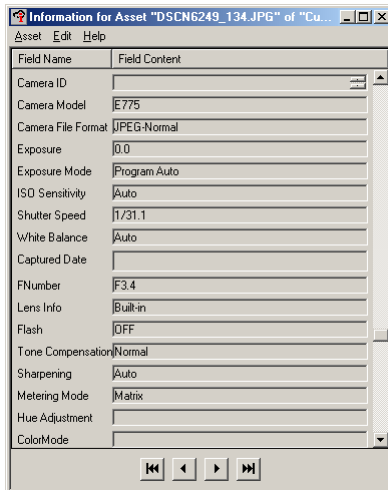 Information for Asset "DSCN6249_134.JPG" of "Cu...
Asset Edit Help
Field Name Field Content
Camera ID
Camera Model E775
Camera File Format JPEG-Normal
Exposure 0.0
Exposure Mode Program Auto
ISO Sensitivity Auto
Shutter Speed 1/31.1
White Balance Auto
Captured Date
FNumber F3.4
Lens Info Built-in
Flash OFF
Tone Compensation Normal
Sharpening Auto
Metering Mode Matrix
Hue Adjustment
ColorMode